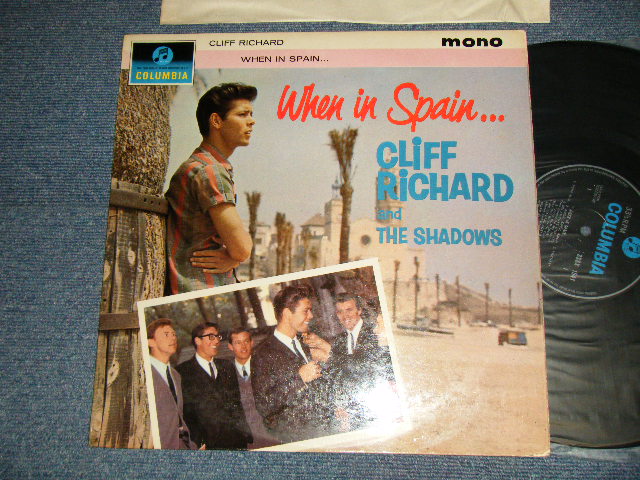 CLIFF RICHARD
mono
WHEN IN SPAIN...
COLUMBIA
When in Spain...
CLIFF
RICHARD
and
THE SHADOWS
COLUMBIA